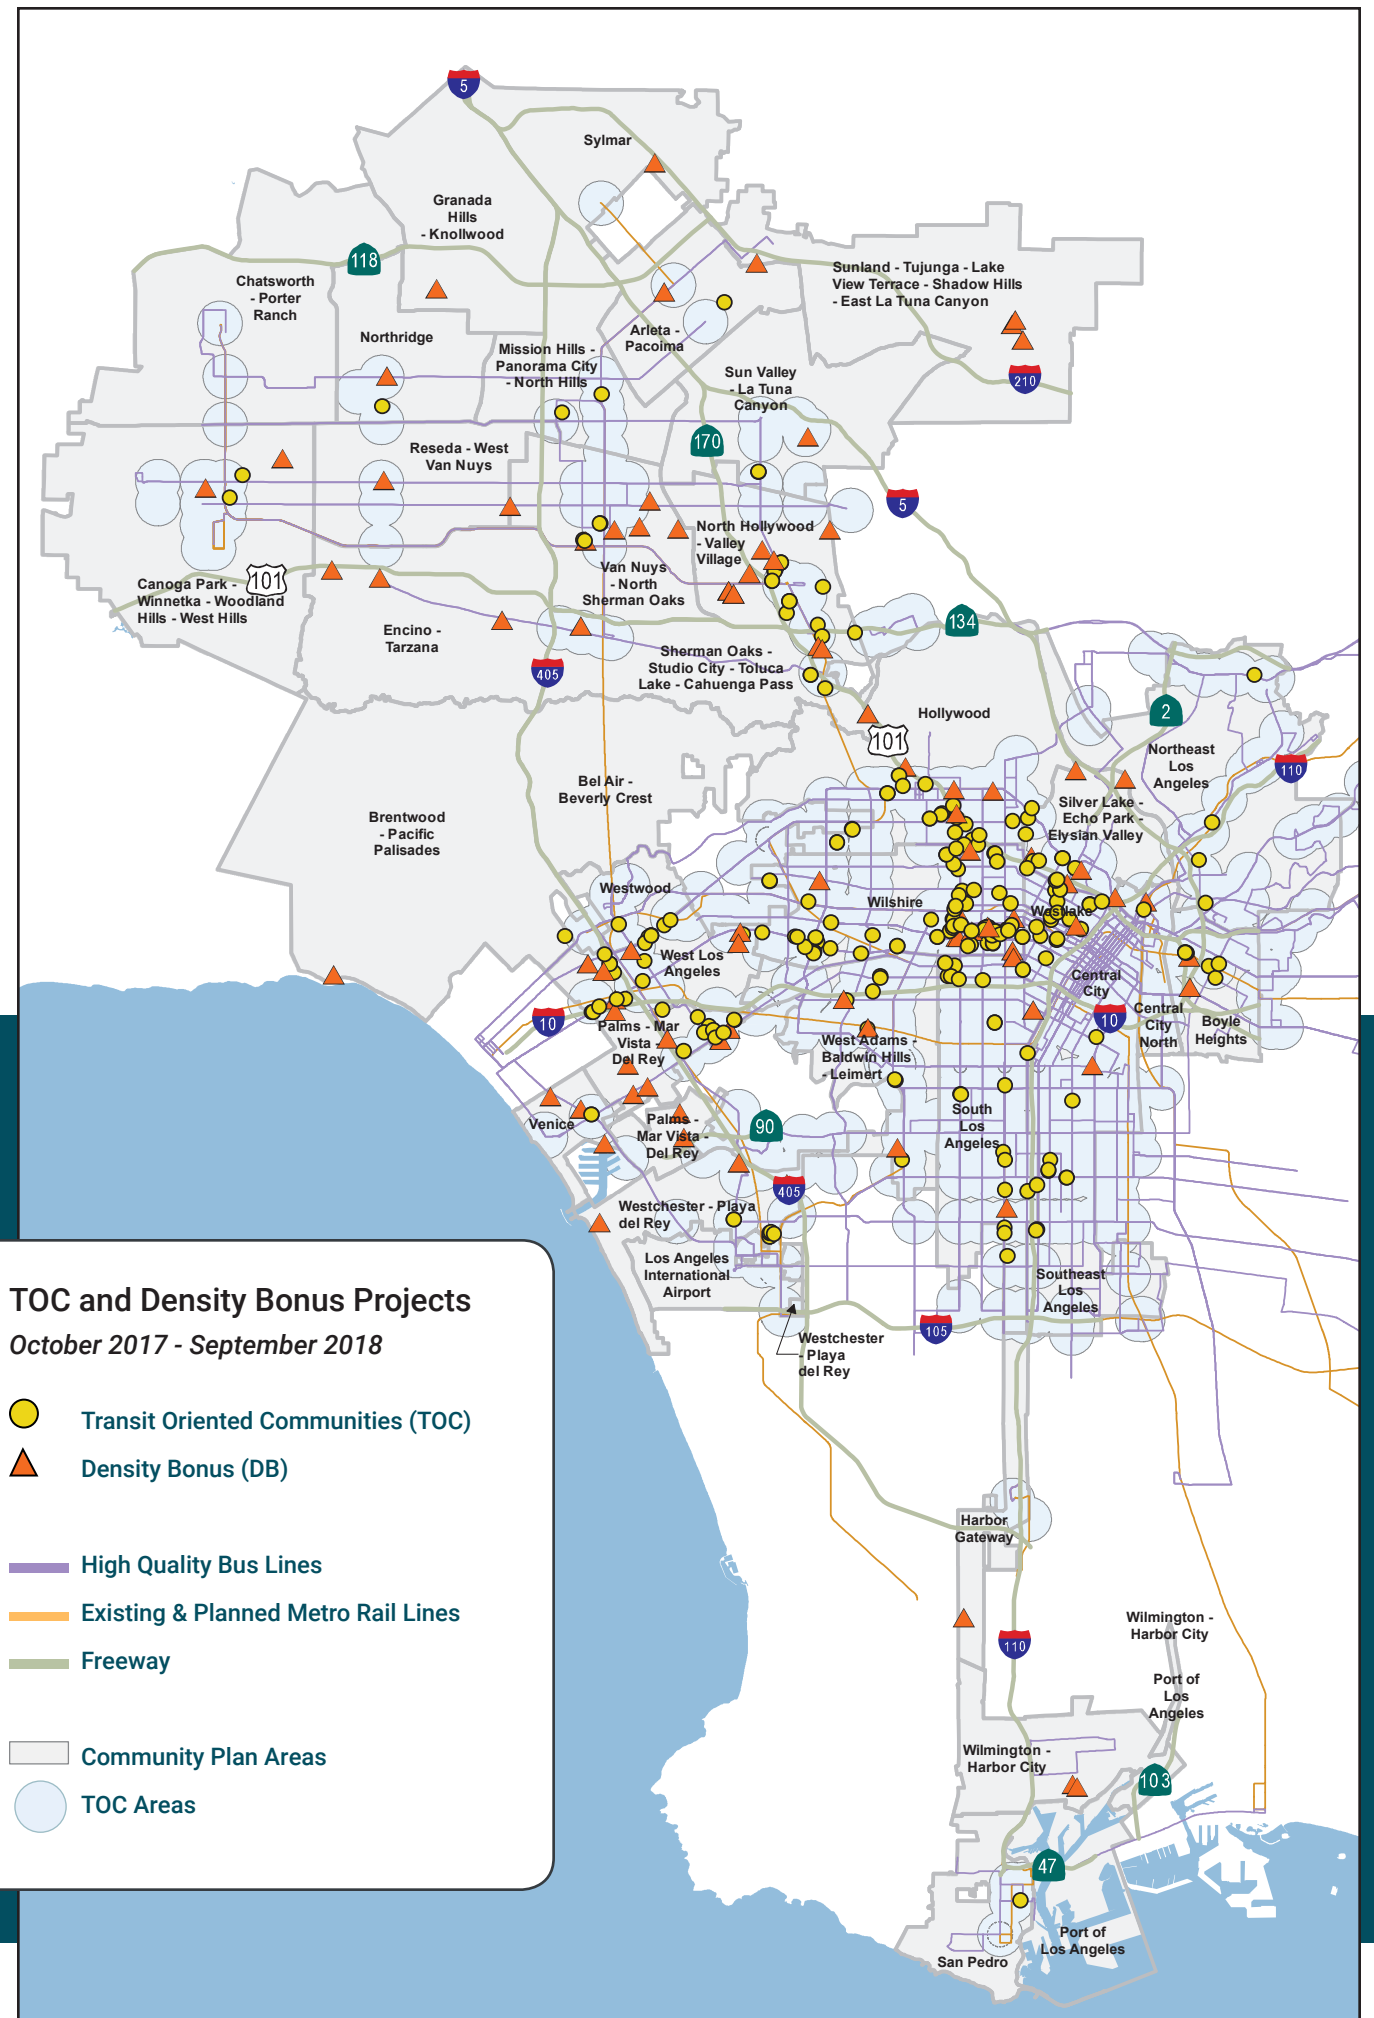 5
Sylmar
Granada
Hills
- Knollwood
118
Chatsworth
- Porter
Ranch
Sunland - Tujunga - Lake
View Terrace - Shadow Hills
- East La Tuna Canyon
Northridge
Arleta -
Pacoima
Mission Hills -
Panorama City
- North Hills
Sun Valley
- La Tuna
Canyon
210
170
Reseda - West
Van Nuys
5
North Hollywood
- Valley
Village
Van Nuys
- North
Sherman Oaks
101
Canoga Park -
Winnetka - Woodland
Hills - West Hills
134
Encino -
Tarzana
405
Sherman Oaks -
Studio City - Toluca
Lake - Cahuenga Pass
Hollywood
2
101
Northeast
Los
Angeles
110
Bel Air -
Beverly Crest
Brentwood
- Pacific
Palisades
Silver Lake -
Echo Park -
Elysian Valley
Westwood
Wilshire
Westlake
West Los
Angeles
Central
City
10
Palms - Mar
Vista -
Del Rey
10
Central
City
North
Boyle
Heights
West Adams -
Baldwin Hills
- Leimert
Venice
Palms -
Mar Vista -
Del Rey
90
South
Los
Angeles
405
Westchester - Playa
del Rey
Los Angeles
International
Airport
Southeast
Los
Angeles
105
Westchester
- Playa
del Rey
TOC and Density Bonus Projects
October 2017 - September 2018
Transit Oriented Communities (TOC)
Density Bonus (DB)
High Quality Bus Lines
Existing & Planned Metro Rail Lines
Freeway
Community Plan Areas
TOC Areas
Harbor
Gateway
110
Wilmington -
Harbor City
Port of
Los
Angeles
Wilmington -
Harbor City
103
47
Port of
Los Angeles
San Pedro